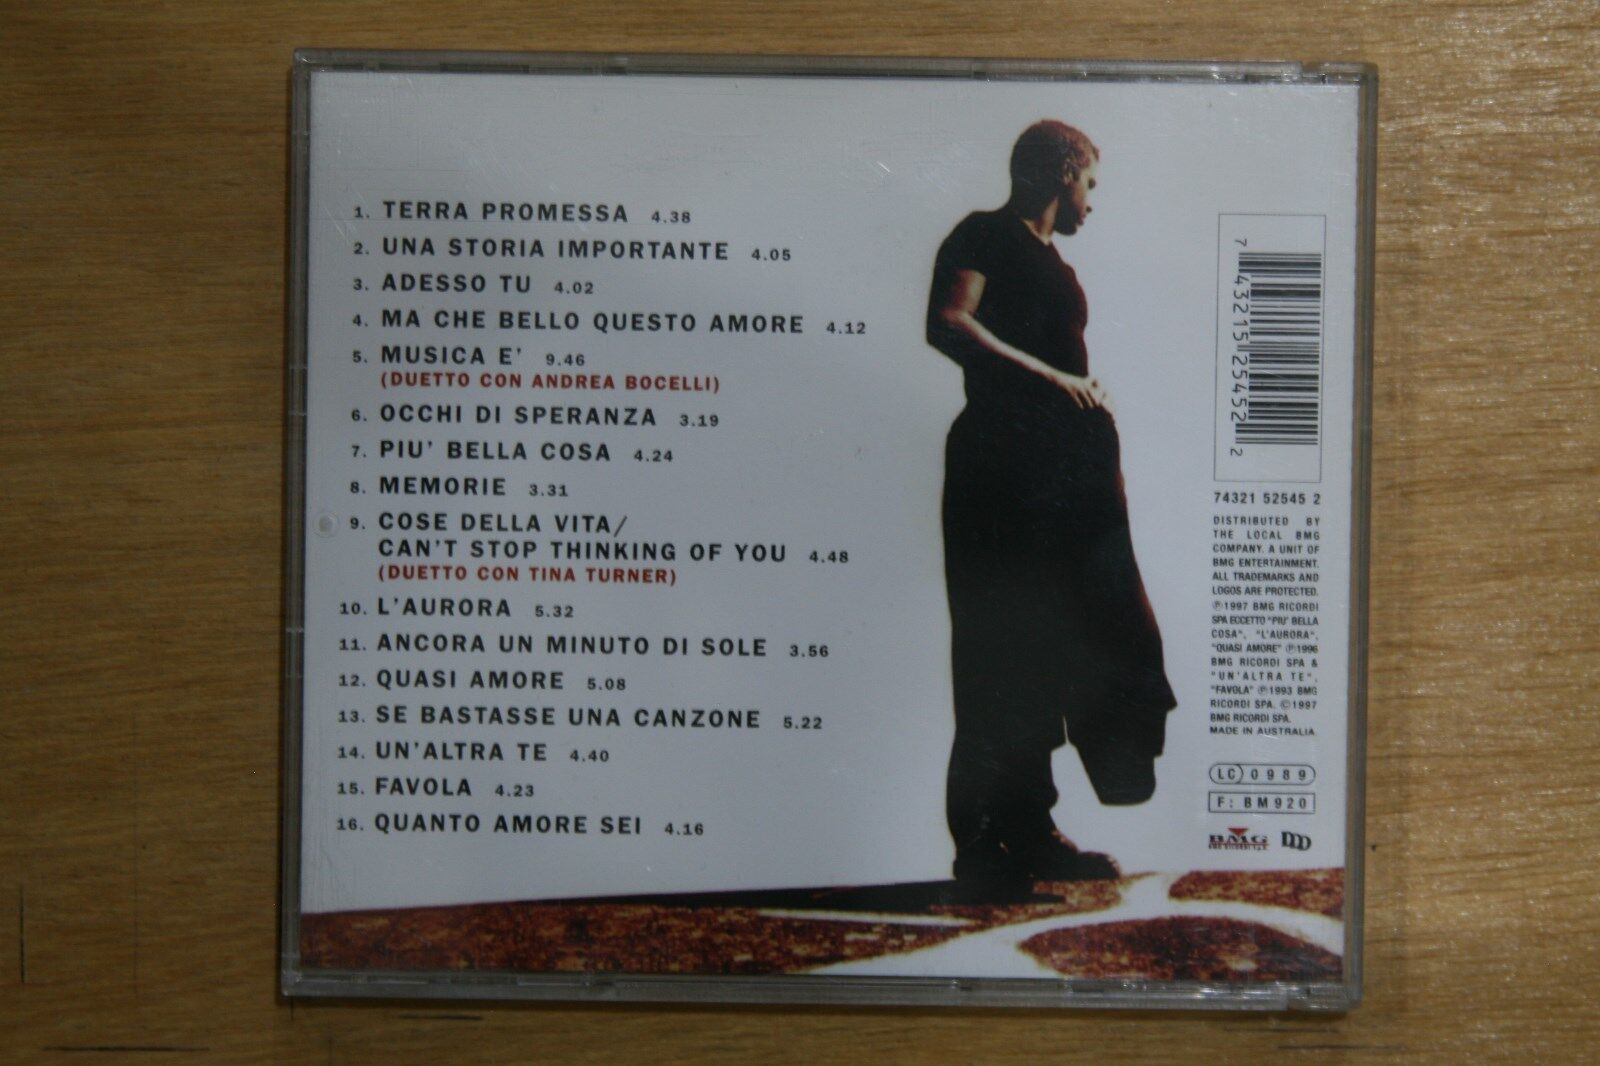 1. TERRA PROMESSA 4.38
2. UNA STORIA IMPORTANTE 4.05
3. ADESSO TU 4.02
4. MA CHE BELLO QUESTO AMORE 4.12
5. MUSICA E' 9.46
(DUETTO CON ANDREA BOCELLI)
6. OCCHI DI SPERANZA 3.19
7. PIU' BELLA COSA 4.24
8. MEMORIE 3.31
9. COSE DELLA VITA/
CAN'T STOP THINKING OF YOU 4.48
(DUETTO CON TINA TURNER)
10. L'AURORA 5.32
11. ANCORA UN MINUTO DI SOLE 3.56
12. QUASI AMORE 5.08
13. SE BASTASSE UNA CANZONE 5.22
14. UN'ALTRA TE 4.40
15. FAVOLA 4.23
16. QUANTO AMORE SEI 4.16
7 43215 25452 2
74321 52545 2
DISTRIBUTED BY
THE LOCAL BMG
COMPANY. A UNIT OF
BMG ENTERTAINMENT.
ALL TRADEMARKS AND
LOGOS ARE PROTECTED.
℗1997 BMG RICORDI
SPA ECCETTO "PIU' BELLA
COSA", "L'AURORA",
"QUASI AMORE" ℗1996
BMG RICORDI SPA &
"UN'ALTRA TE",
"FAVOLA" ℗1993 BMG
RICORDI SPA. ©1997
BMG RICORDI SPA.
MADE IN AUSTRALIA
LC 0989
F: BM920
BMG
BMG RICORDI S.p.A.
DDD